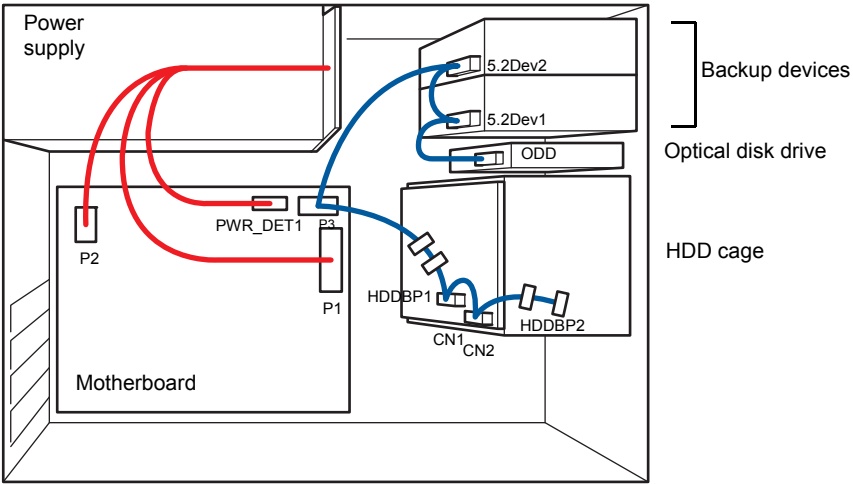 Power
supply
5.2Dev2
Backup devices
5.2Dev1
ODD
Optical disk drive
PWR_DET1
P3
P2
HDD cage
P1
HDDBP1
HDDBP2
CN1
CN2
Motherboard